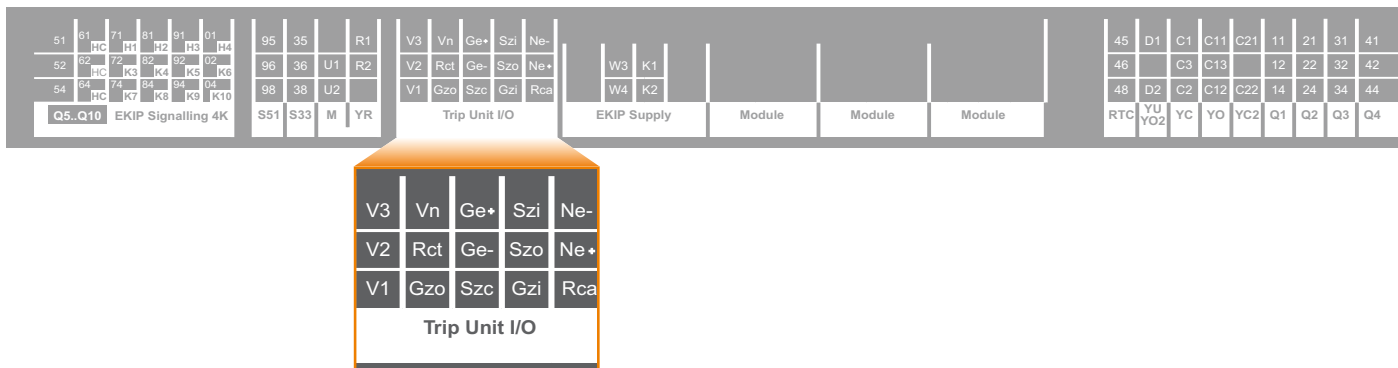 61 71 81 91 01
51 HC H1 H2 H3 H4 95 35 R1 V3 Vn Ge+ Szi Ne- 45 D1 C1 C11 C21 11 21 31 41
62 72 82 92 02
52 HC K3 K4 K5 K6 96 36 U1 R2 V2 Rct Ge- Szo Ne+ W3 K1 46 C3 C13 12 22 32 42
64 74 84 94 04
54 HC K7 K8 K9 K10 98 38 U2 V1 Gzo Szc Gzi Rca W4 K2 48 D2 C2 C12 C22 14 24 34 44
Q5..Q10 EKIP Signalling 4K S51 S33 M YR Trip Unit I/O EKIP Supply Module Module Module RTC YU YO2 YC YO YC2 Q1 Q2 Q3 Q4
V3 Vn Ge+ Szi Ne-
V2 Rct Ge- Szo Ne+
V1 Gzo Szc Gzi Rca
Trip Unit I/O